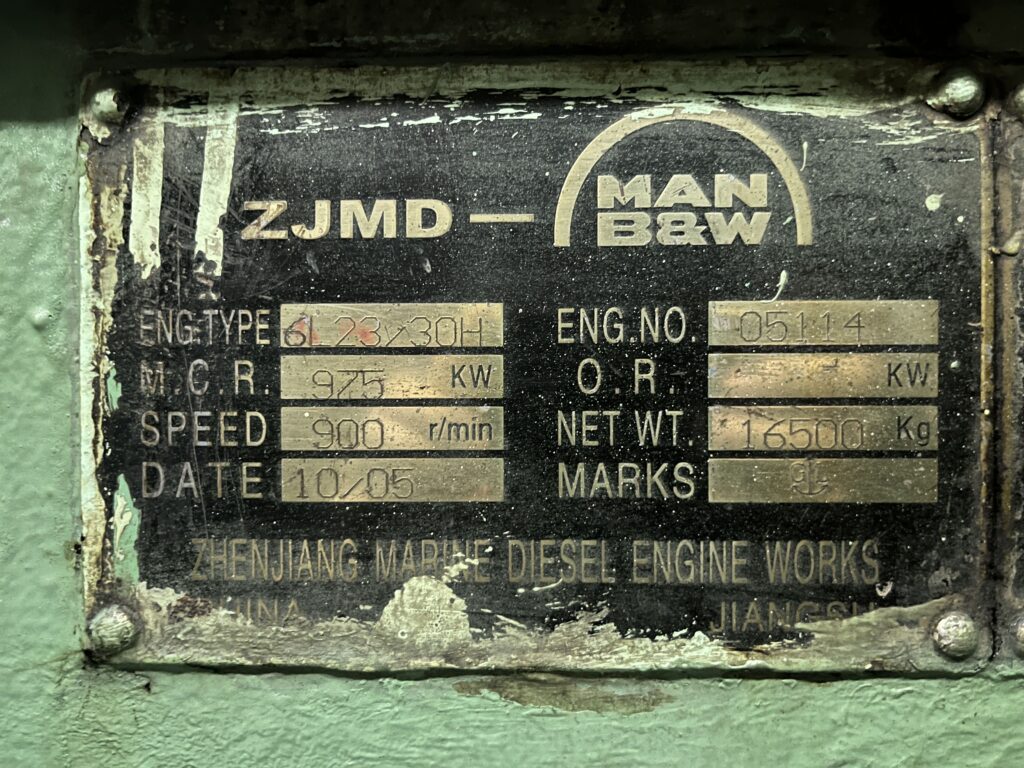 ZJMD — MAN B&W
ENG.TYPE 6L23/30H ENG.NO. 05114
M.C.R. 975 KW O.R. KW
SPEED 900 r/min NET WT. 16500 Kg
DATE 10/05 MARKS
ZHENJIANG MARINE DIESEL ENGINE WORKS